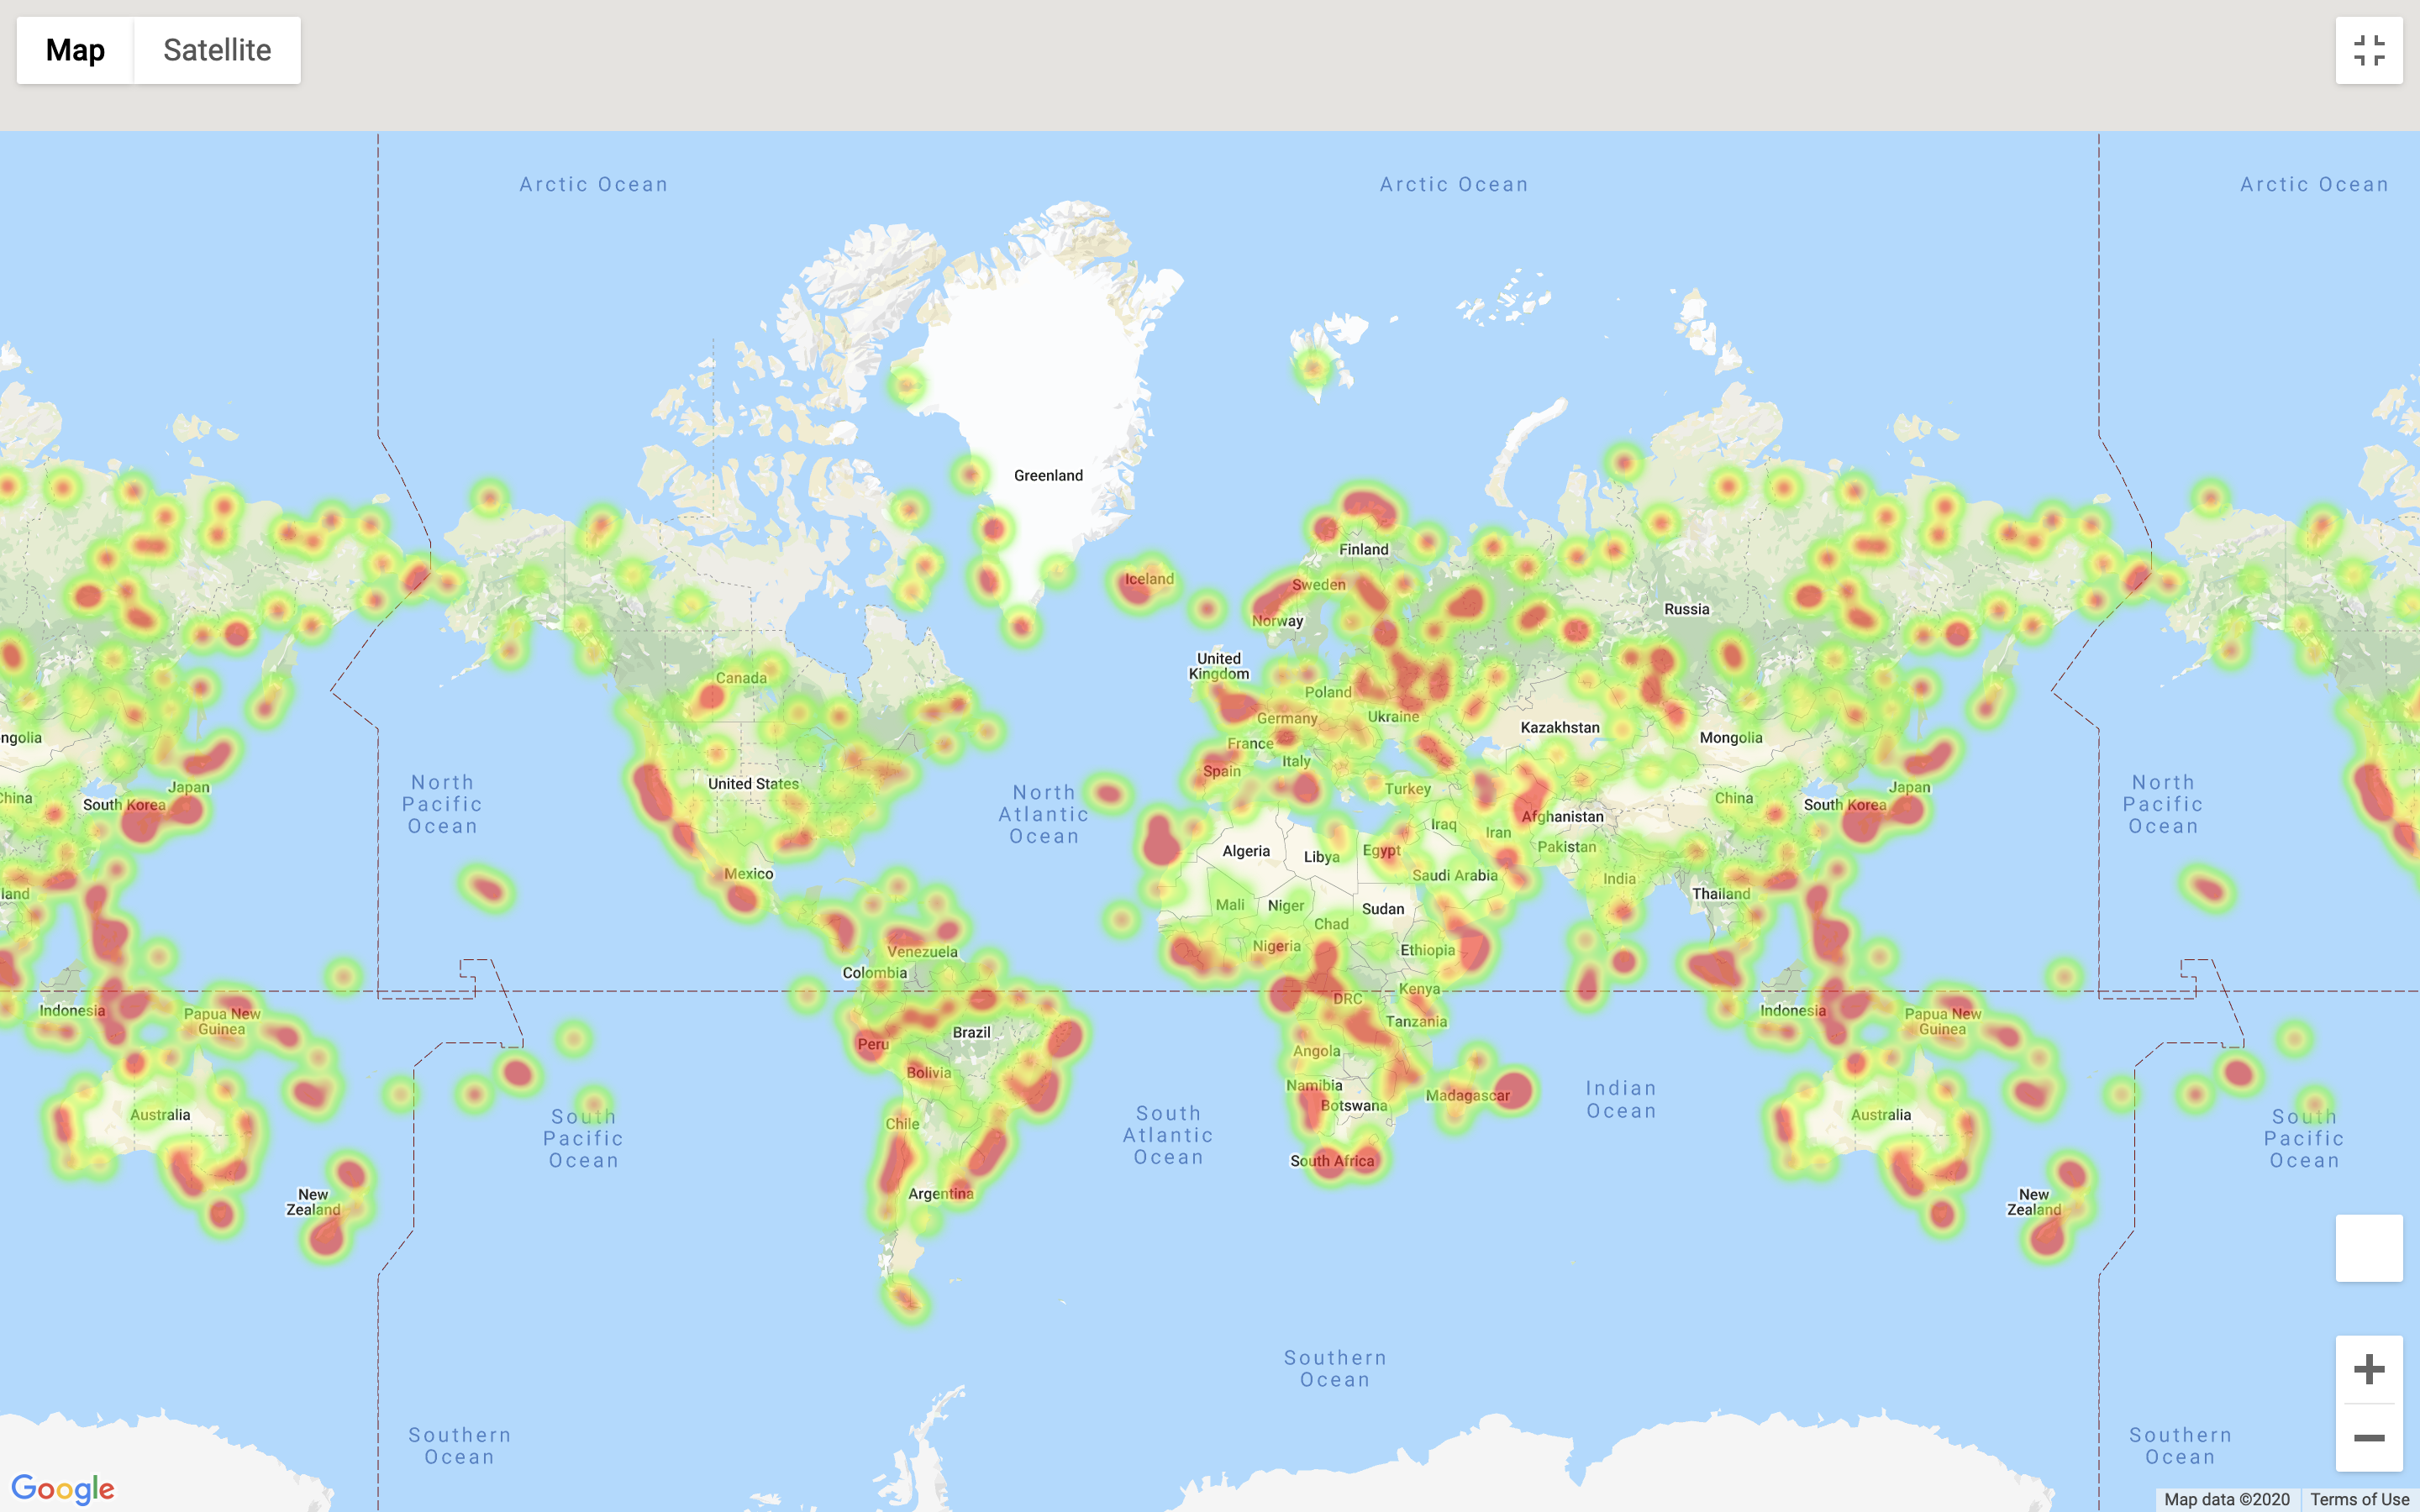 Map
Satellite
Arctic Ocean
Arctic Ocean
Arctic Ocean
Greenland
Iceland
Finland
Sweden
Norway
Russia
United
Kingdom
Canada
Poland
Germany
Ukraine
Kazakhstan
ngolia
Mongolia
France
Italy
Spain
United States
Turkey
Japan
Japan
North
Pacific
Ocean
North
Atlantic
Ocean
North
Pacific
Ocean
China
China
South Korea
South Korea
Afghanistan
Iraq
Iran
Algeria
Libya
Egypt
Pakistan
Mexico
Saudi Arabia
India
land
Thailand
Mali
Niger
Sudan
Chad
Nigeria
Ethiopia
Venezuela
Colombia
DRC
Kenya
Indonesia
Indonesia
Papua New
Guinea
Papua New
Guinea
Tanzania
Brazil
Peru
Angola
Bolivia
Namibia
Botswana
Madagascar
Indian
Ocean
Australia
Australia
Chile
South
Pacific
Ocean
South
Atlantic
Ocean
South
Pacific
Ocean
South Africa
Argentina
New
Zealand
New
Zealand
Southern
Ocean
Southern
Ocean
Southern
Ocean
Google
Map data ©2020
Terms of Use